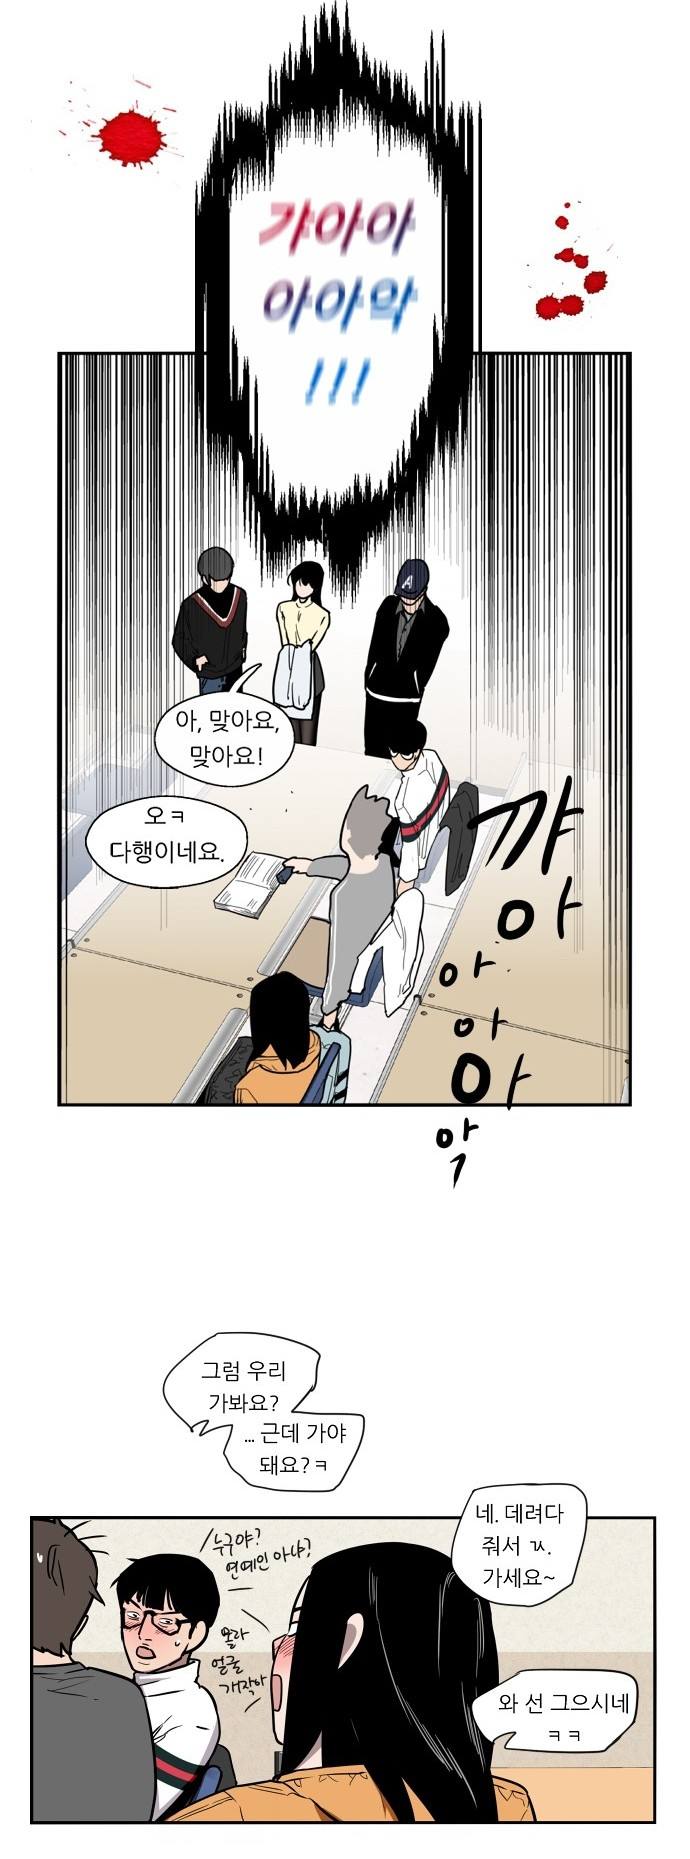 갸아아
아아악
!!!
A
아, 맞아요,
맞아요!
오ㅋ
다행이네요.
꺄
아
아
아
아
악
그럼 우리
가봐요?
... 근데 가야
돼요?ㅋ
네. 데려다
줘서 ㄳ.
가세요~
누구야?
연예인 아냐?
몰라
얼굴
개작아
와 선 그으시네
ㅋㅋ